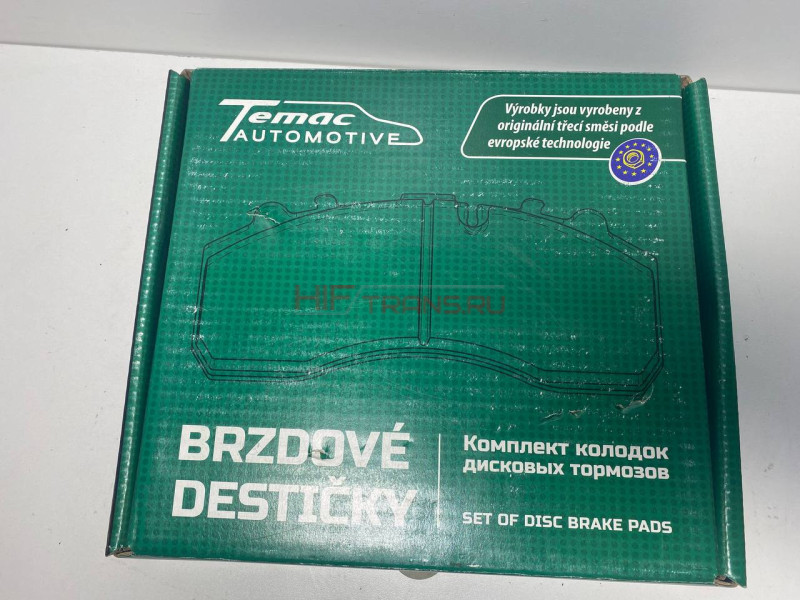 Temac
AUTOMOTIVE
Výrobky jsou vyrobeny z
originální třecí směsi podle
evropské technologie
HIFTRANS.RU
BRZDOVÉ
DESTIČKY
Комплект колодок
дисковых тормозов
SET OF DISC BRAKE PADS